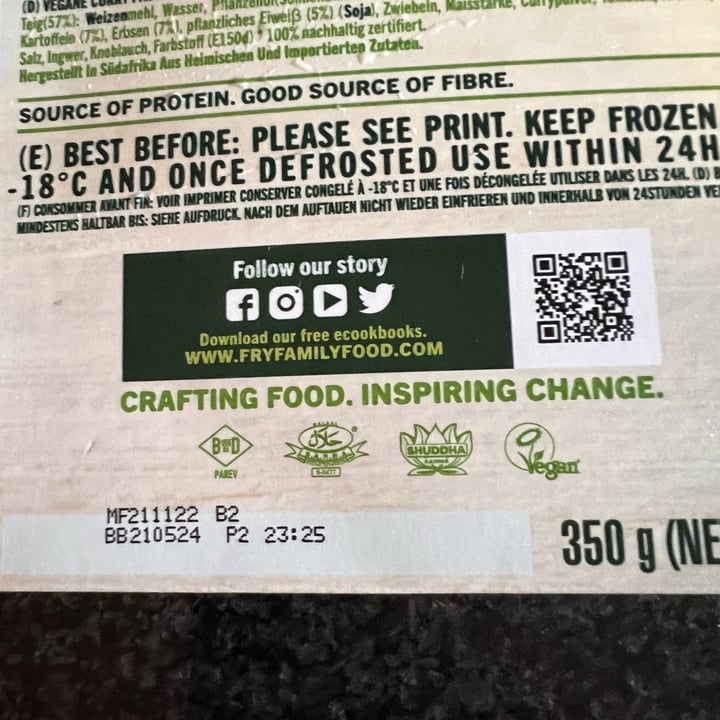 (D) VEGANE
Teig(57%): Weizenmehl, Wasser,
Kartoffeln (7%), Erbsen (7%), pflanzliches Eiweiß (5%) (Soja), Zwiebeln, Maisstärke,
Salz, Ingwer, Knoblauch, Farbstoff (E150d) 100% nachhaltig zertifiert.
Hergestellt In Südafrika Aus Heimischen Und Importierten Zutaten.
SOURCE OF PROTEIN. GOOD SOURCE OF FIBRE.
(E) BEST BEFORE: PLEASE SEE PRINT. KEEP FROZEN
-18°C AND ONCE DEFROSTED USE WITHIN 24H
(F) CONSOMMER AVANT FIN: VOIR IMPRIMER CONSERVER CONGELÉ À -18°C ET UNE FOIS DÉCONGELÉE UTILISER DANS LES 24H. (D)
MINDESTENS HALTBAR BIS: SIEHE AUFDRUCK. NACH DEM AUFTAUEN NICHT WIEDER EINFRIEREN UND INNERHALB VON 24STUNDEN
Follow our story
Download our free ecookbooks.
WWW.FRYFAMILYFOOD.COM
CRAFTING FOOD. INSPIRING CHANGE.
BTD
PAREV
SHUDDHA
Vegan
MF211122 B2
BB210524 P2 23:25
350 g (NE